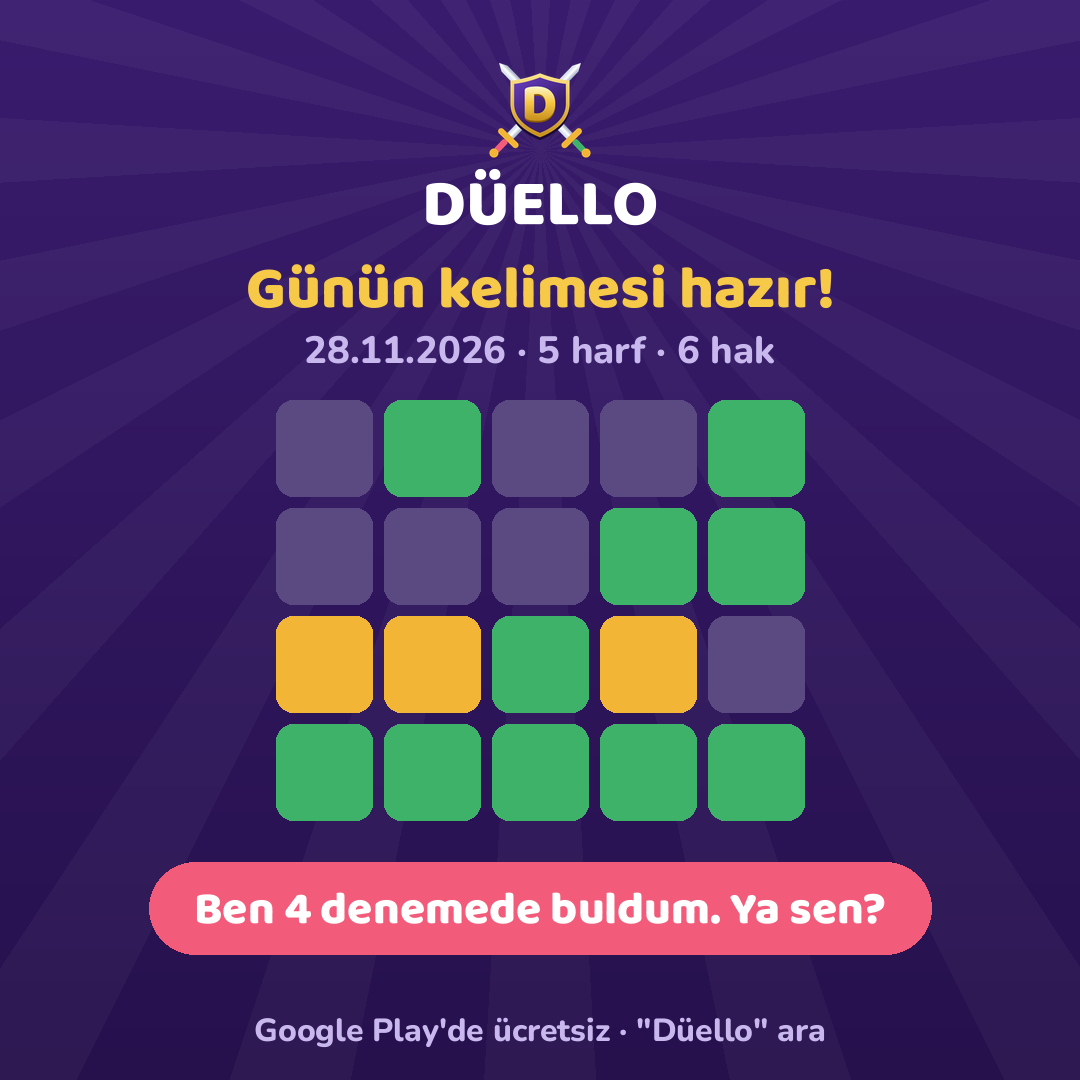 D
DÜELLO
Günün kelimesi hazır!
28.11.2026 · 5 harf · 6 hak
Ben 4 denemede buldum. Ya sen?
Google Play'de ücretsiz · "Düello" ara